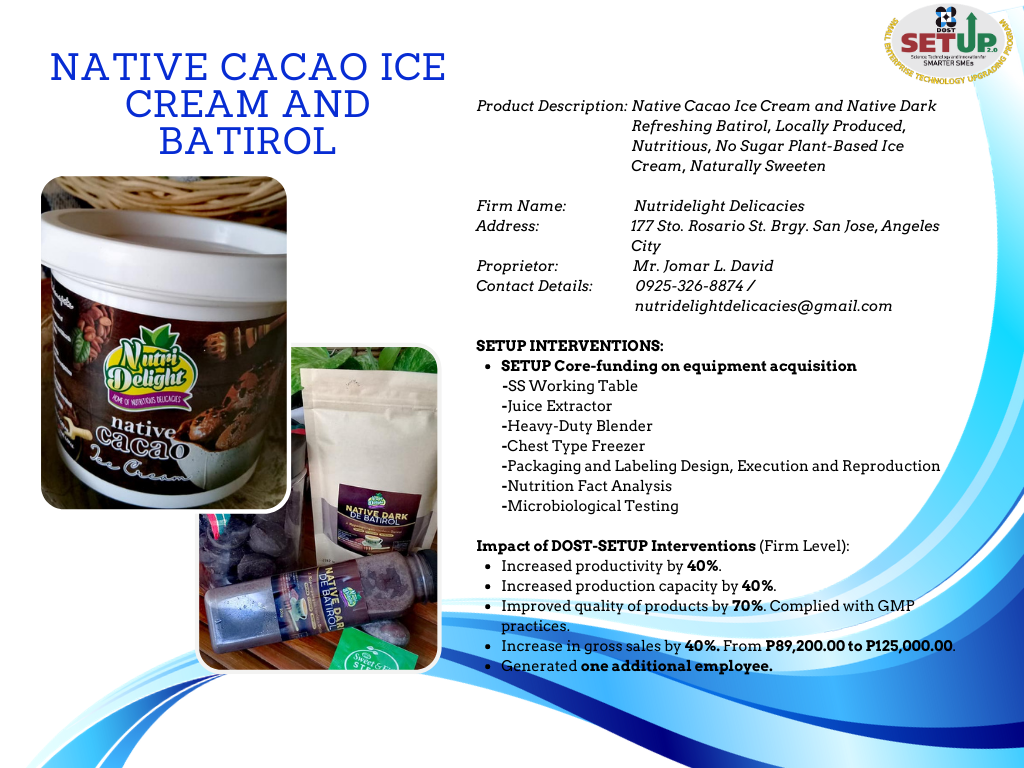 DOST
SETUP 2.0
Science Technology and Innovation for
SMARTER SMEs
SMALL ENTERPRISE TECHNOLOGY UPGRADING PROGRAM
NATIVE CACAO ICE
CREAM AND
BATIROL
Product Description: Native Cacao Ice Cream and Native Dark
Refreshing Batirol, Locally Produced,
Nutritious, No Sugar Plant-Based Ice
Cream, Naturally Sweeten
Firm Name: Nutridelight Delicacies
Address: 177 Sto. Rosario St. Brgy. San Jose, Angeles
City
Proprietor: Mr. Jomar L. David
Contact Details: 0925-326-8874 /
nutridelightdelicacies@gmail.com
SETUP INTERVENTIONS:
• SETUP Core-funding on equipment acquisition
-SS Working Table
-Juice Extractor
-Heavy-Duty Blender
-Chest Type Freezer
-Packaging and Labeling Design, Execution and Reproduction
-Nutrition Fact Analysis
-Microbiological Testing
Impact of DOST-SETUP Interventions (Firm Level):
• Increased productivity by 40%.
• Increased production capacity by 40%.
• Improved quality of products by 70%. Complied with GMP
practices.
• Increase in gross sales by 40%. From P89,200.00 to P125,000.00.
• Generated one additional employee.
Nutri
Delight
HOME OF NUTRITIOUS DELICACIES
native
cacao
Ice Cream
NATIVE DARK
DE BATIROL
NATIVE DARK
DE BATIROL
Sweet &